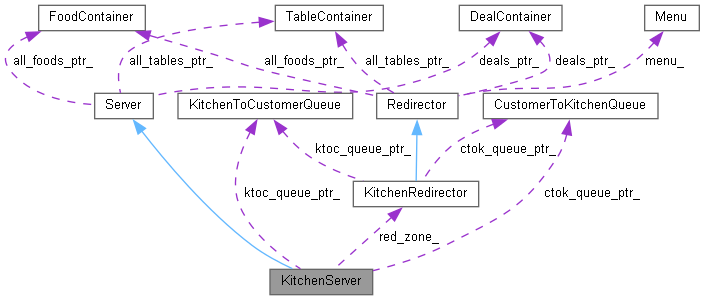 FoodContainer
TableContainer
DealContainer
Menu
all_foods_ptr_
all_tables_ptr_
all_foods_ptr_
all_tables_ptr_
deals_ptr_
deals_ptr_
menu_
Server
KitchenToCustomerQueue
Redirector
CustomerToKitchenQueue
ktoc_queue_ptr_
ctok_queue_ptr_
ktoc_queue_ptr_
KitchenRedirector
ctok_queue_ptr_
red_zone_
KitchenServer